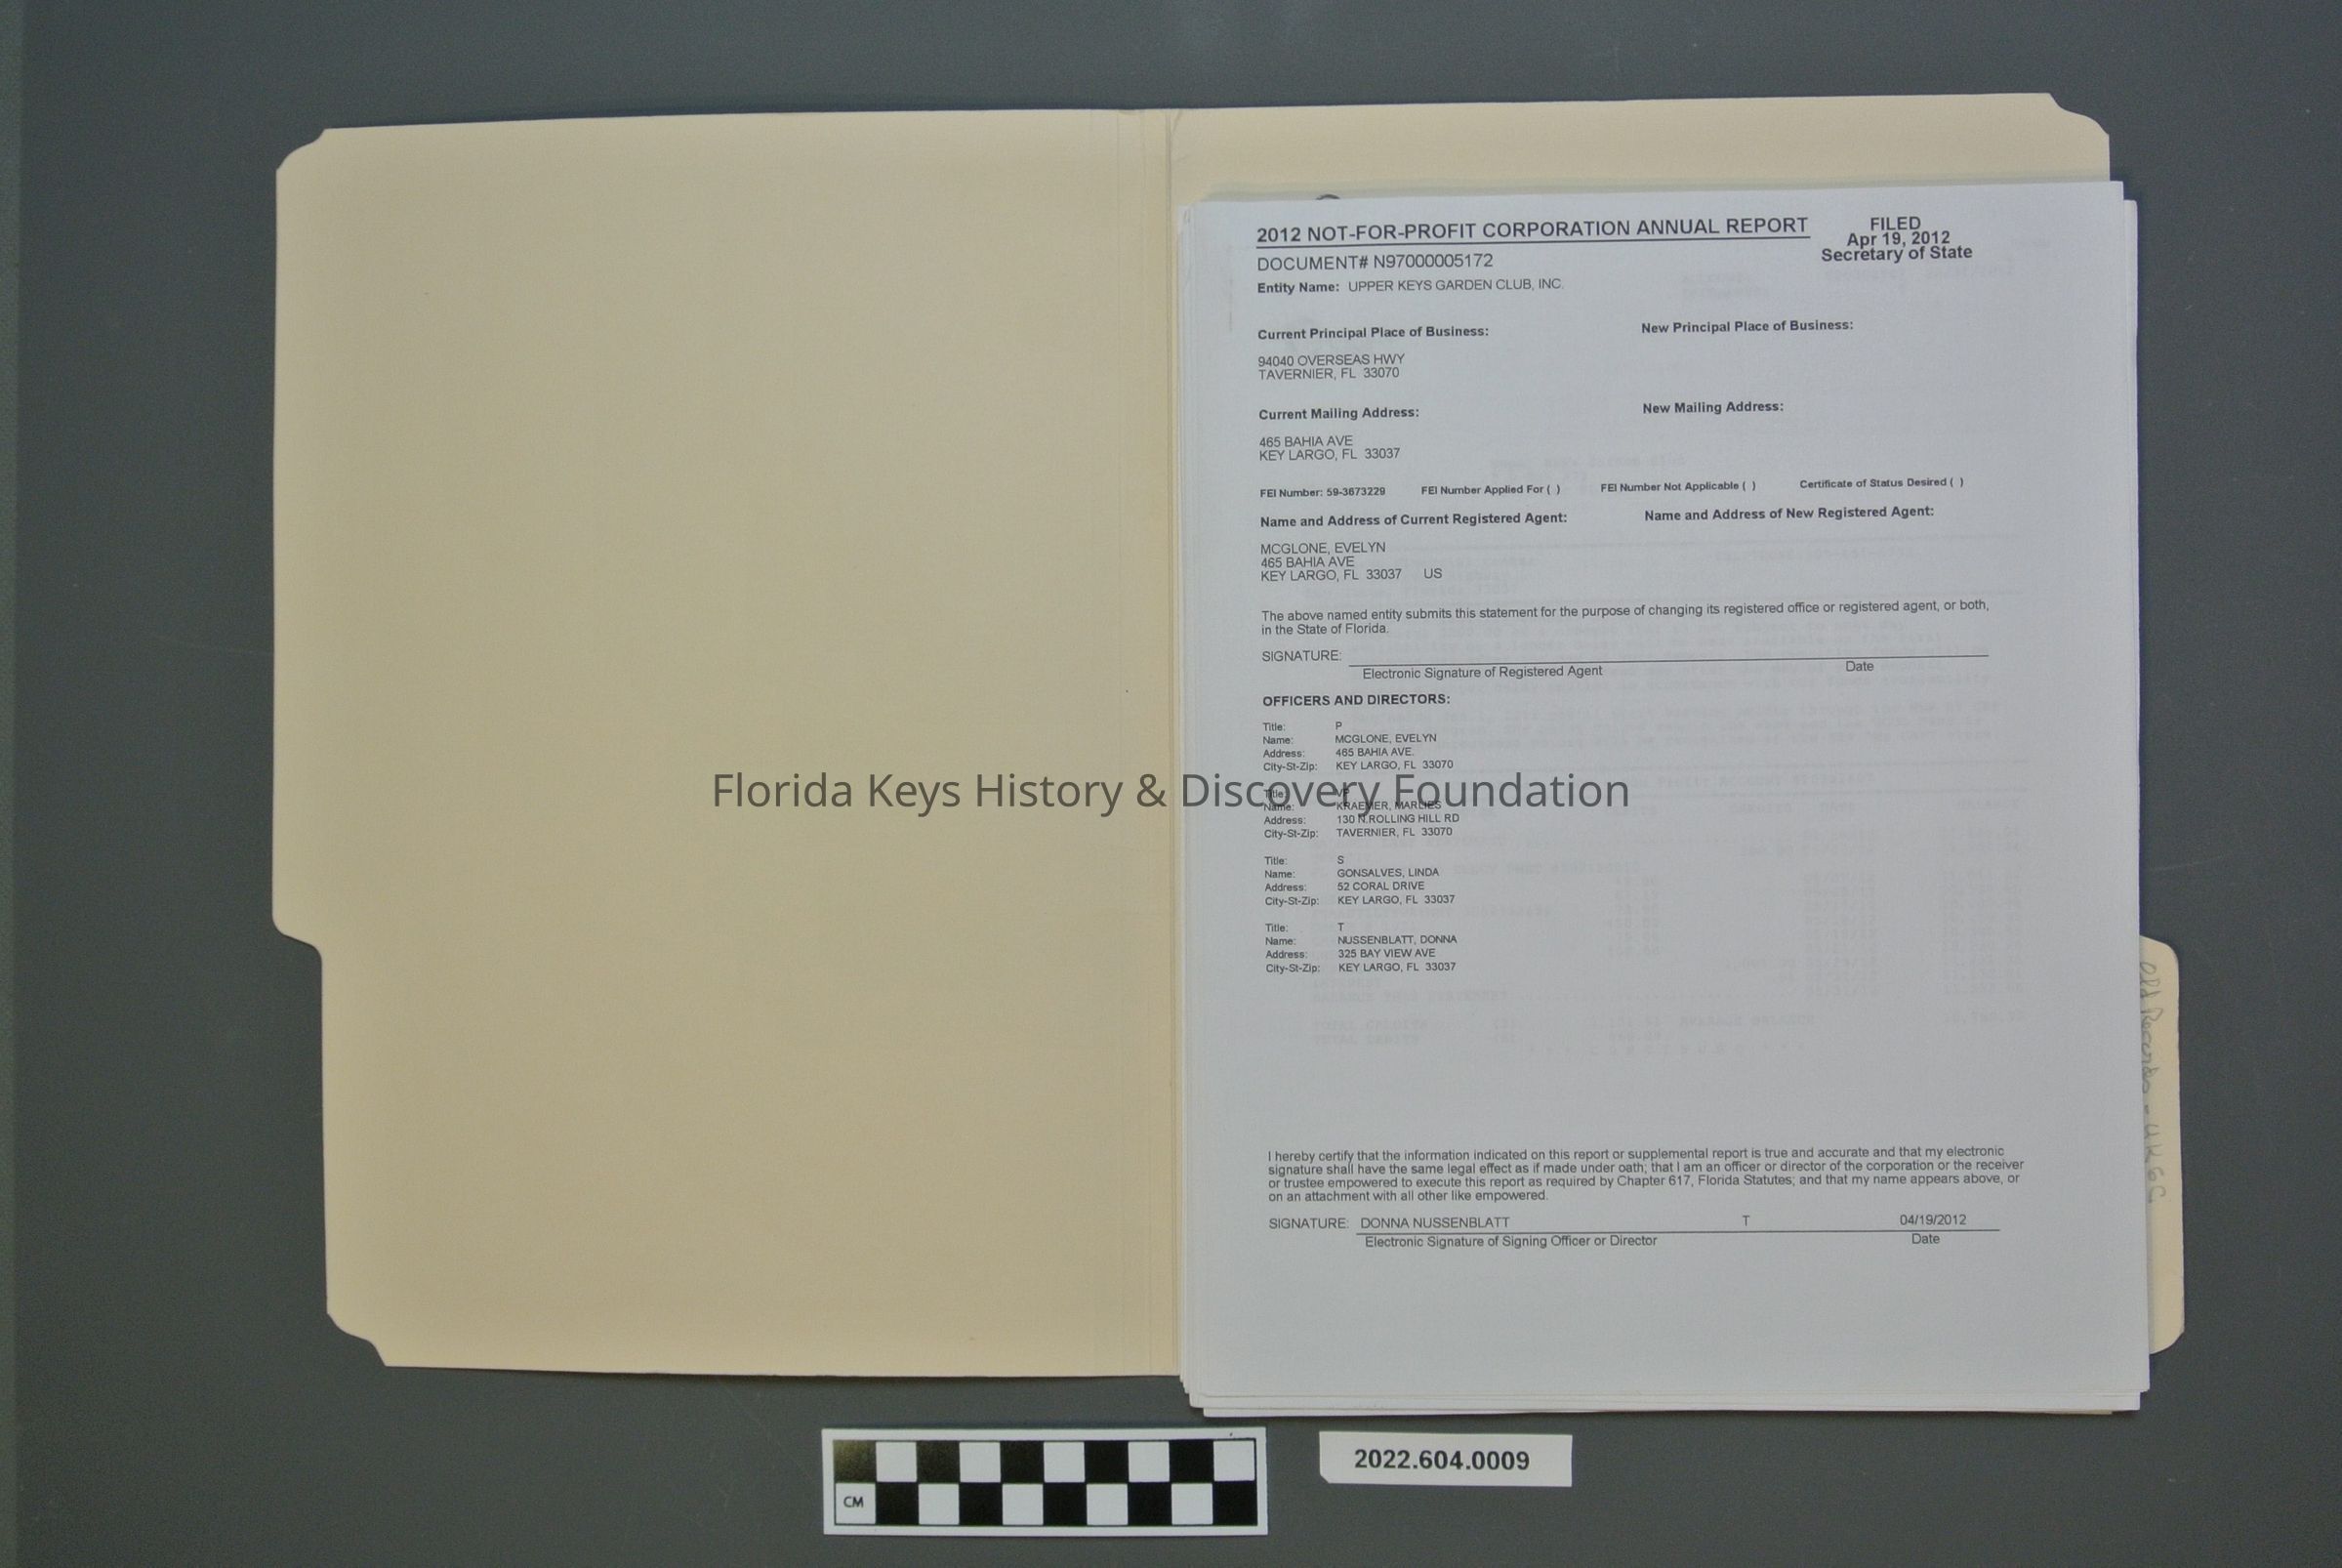 2012 NOT-FOR-PROFIT CORPORATION ANNUAL REPORT
FILED
Apr 19, 2012
Secretary of State
DOCUMENT# N97000005172
Entity Name: UPPER KEYS GARDEN CLUB, INC.
Current Principal Place of Business:
New Principal Place of Business:
94040 OVERSEAS HWY
TAVERNIER, FL 33070
Current Mailing Address:
New Mailing Address:
465 BAHIA AVE
KEY LARGO, FL 33037
FEI Number: 59-3673229 FEI Number Applied For ( ) FEI Number Not Applicable ( ) Certificate of Status Desired ( )
Name and Address of Current Registered Agent:
Name and Address of New Registered Agent:
MCGLONE, EVELYN
465 BAHIA AVE
KEY LARGO, FL 33037 US
The above named entity submits this statement for the purpose of changing its registered office or registered agent, or both,
in the State of Florida.
SIGNATURE:
Electronic Signature of Registered Agent Date
OFFICERS AND DIRECTORS:
Title: P
Name: MCGLONE, EVELYN
Address: 465 BAHIA AVE.
City-St-Zip: KEY LARGO, FL 33070
Title: VP
Name: KRAEMER, MARLIES
Address: 130 N.ROLLING HILL RD
City-St-Zip: TAVERNIER, FL 33070
Title: S
Name: GONSALVES, LINDA
Address: 52 CORAL DRIVE
City-St-Zip: KEY LARGO, FL 33037
Title: T
Name: NUSSENBLATT, DONNA
Address: 325 BAY VIEW AVE
City-St-Zip: KEY LARGO, FL 33037
I hereby certify that the information indicated on this report or supplemental report is true and accurate and that my electronic
signature shall have the same legal effect as if made under oath; that I am an officer or director of the corporation or the receiver
or trustee empowered to execute this report as required by Chapter 617, Florida Statutes; and that my name appears above, or
on an attachment with all other like empowered.
SIGNATURE: DONNA NUSSENBLATT T 04/19/2012
Electronic Signature of Signing Officer or Director Date
Old Records - UKGC
Florida Keys History & Discovery Foundation
CM
2022.604.0009